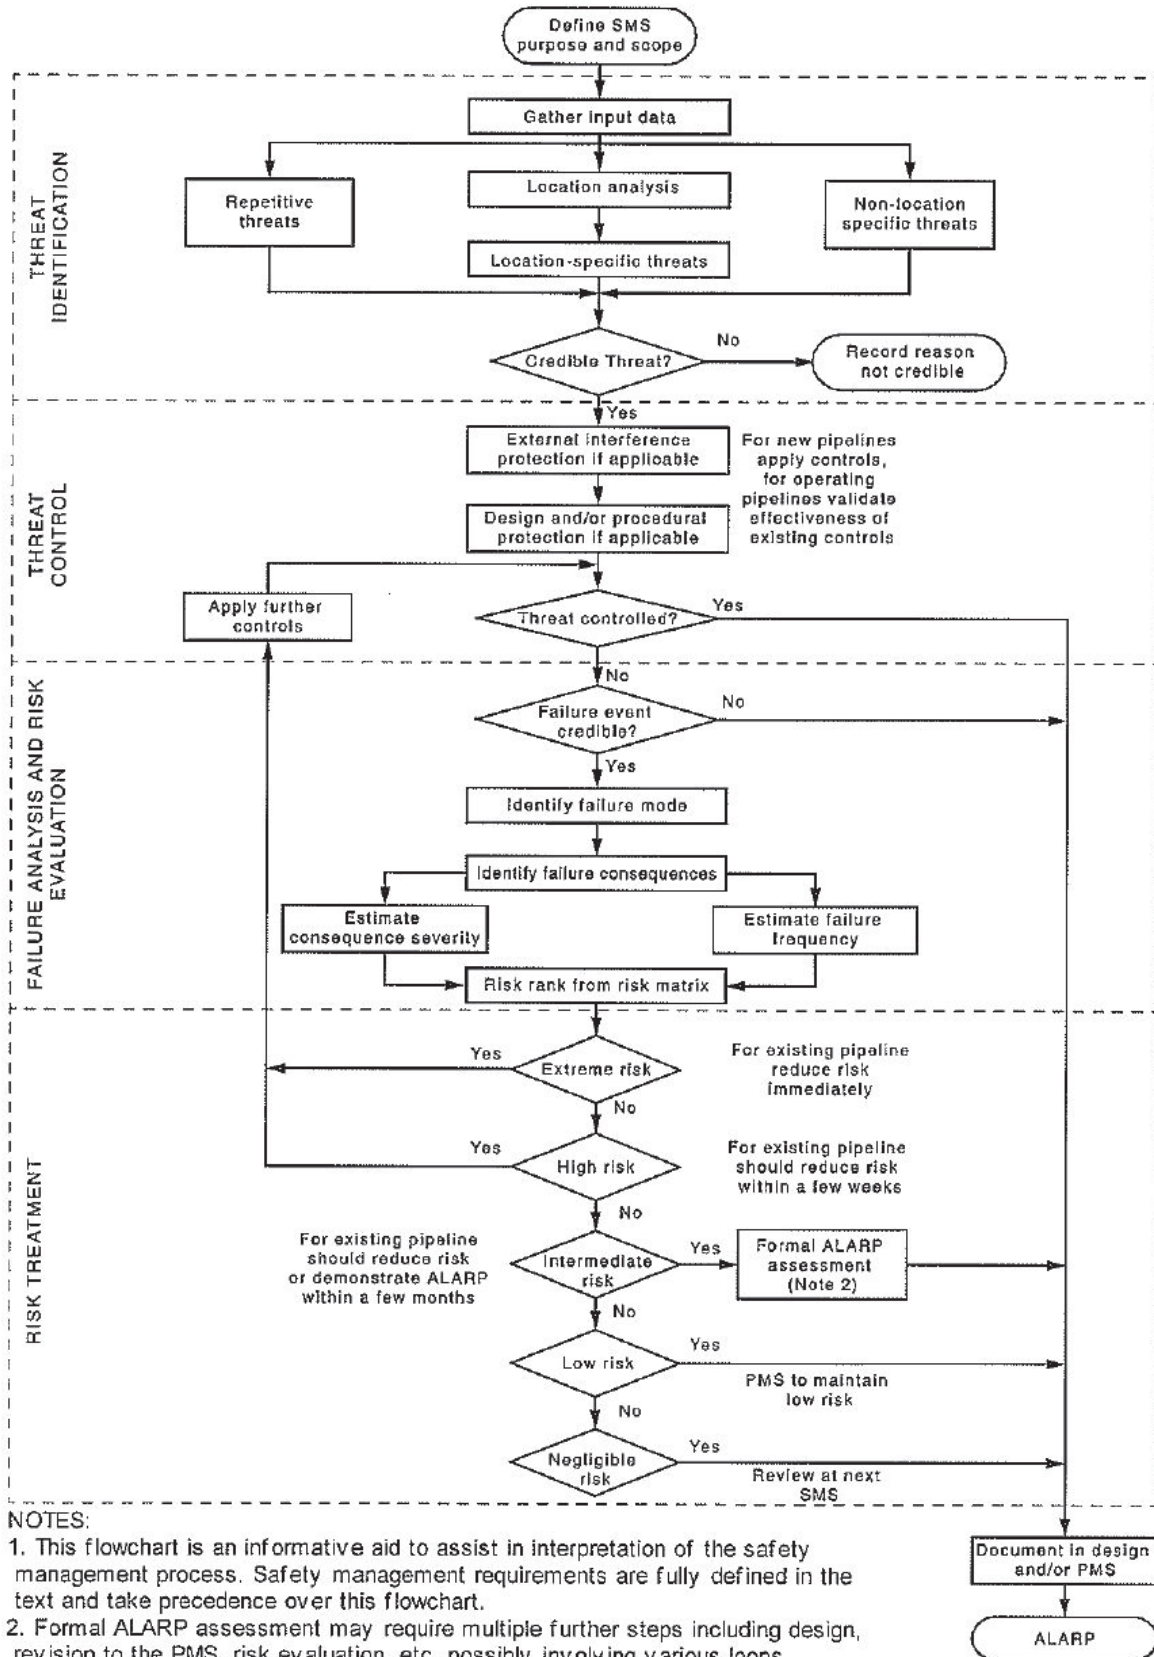 Define SMS
purpose and scope
THREAT
IDENTIFICATION
Gather input data
Repetitive
threats
Location analysis
Non-location
specific threats
Location-specific threats
Credible Threat?
No
Record reason
not credible
Yes
THREAT
CONTROL
External interference
protection if applicable
For new pipelines
apply controls,
for operating
pipelines validate
effectiveness of
existing controls
Design and/or procedural
protection if applicable
Apply further
controls
Threat controlled?
Yes
No
FAILURE ANALYSIS AND RISK
EVALUATION
Failure event
credible?
No
Yes
Identify failure mode
Identify failure consequences
Estimate
consequence severity
Estimate failure
frequency
Risk rank from risk matrix
RISK TREATMENT
Yes
Extreme risk
For existing pipeline
reduce risk
immediately
No
Yes
High risk
For existing pipeline
should reduce risk
within a few weeks
No
For existing pipeline
should reduce risk
or demonstrate ALARP
within a few months
Intermediate
risk
Yes
Formal ALARP
assessment
(Note 2)
No
Low risk
Yes
PMS to maintain
low risk
No
Negligible
risk
Yes
Review at next
SMS
NOTES:
1. This flowchart is an informative aid to assist in interpretation of the safety
management process. Safety management requirements are fully defined in the
text and take precedence over this flowchart.
2. Formal ALARP assessment may require multiple further steps including design,
revision to the PMS, risk evaluation, etc. possibly involving various loops
Document in design
and/or PMS
ALARP